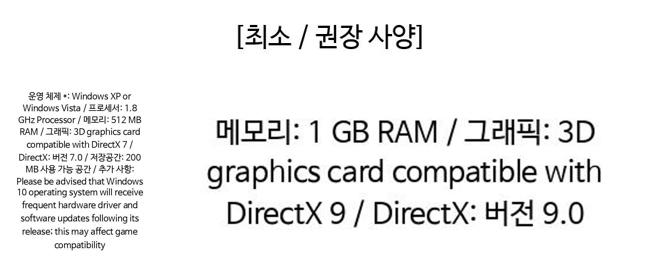 [최소 / 권장 사양]
운영 체제 *: Windows XP or
Windows Vista / 프로세서: 1.8
GHz Processor / 메모리: 512 MB
RAM / 그래픽: 3D graphics card
compatible with DirectX 7 /
DirectX: 버전 7.0 / 저장공간: 200
MB 사용 가능 공간 / 추가 사항:
Please be advised that Windows
10 operating system will receive
frequent hardware driver and
software updates following its
release; this may affect game
compatibility
메모리: 1 GB RAM / 그래픽: 3D
graphics card compatible with
DirectX 9 / DirectX: 버전 9.0